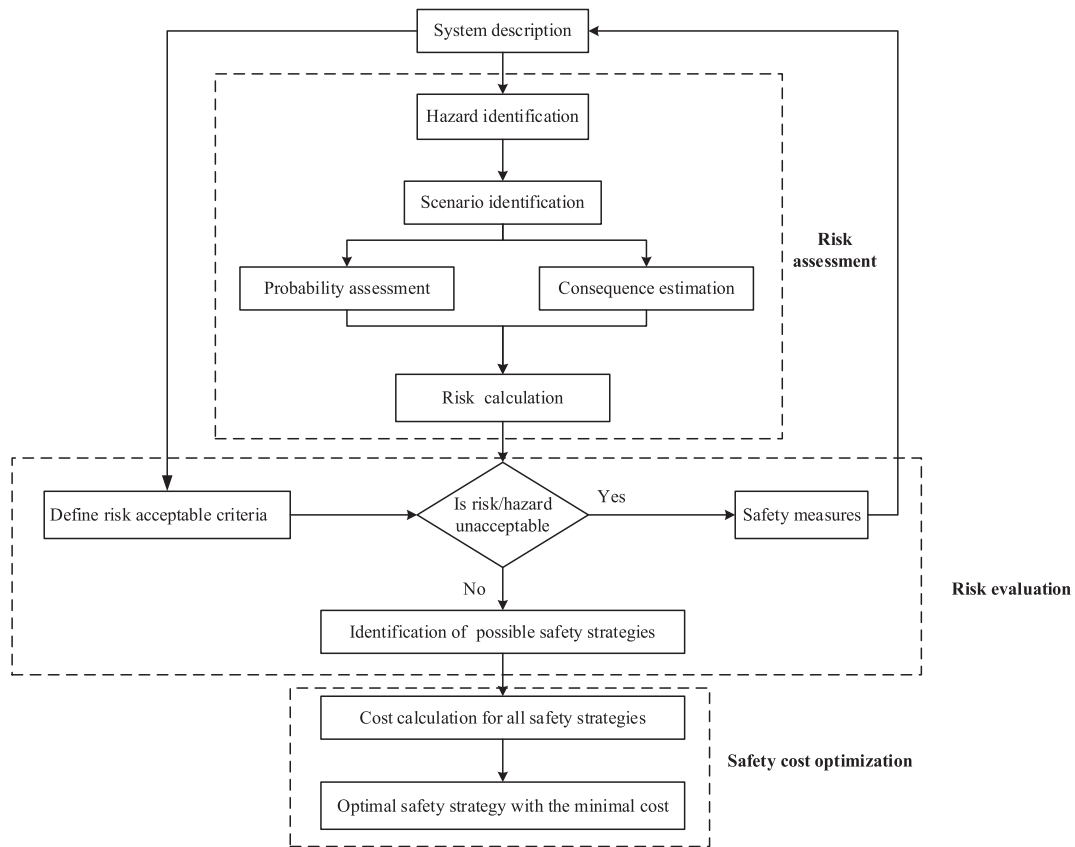 System description
Hazard identification
Scenario identification
Risk
assessment
Probability assessment
Consequence estimation
Risk calculation
Define risk acceptable criteria
Is risk/hazard
unacceptable
Yes
Safety measures
No
Risk evaluation
Identification of possible safety strategies
Cost calculation for all safety strategies
Safety cost optimization
Optimal safety strategy with the minimal cost